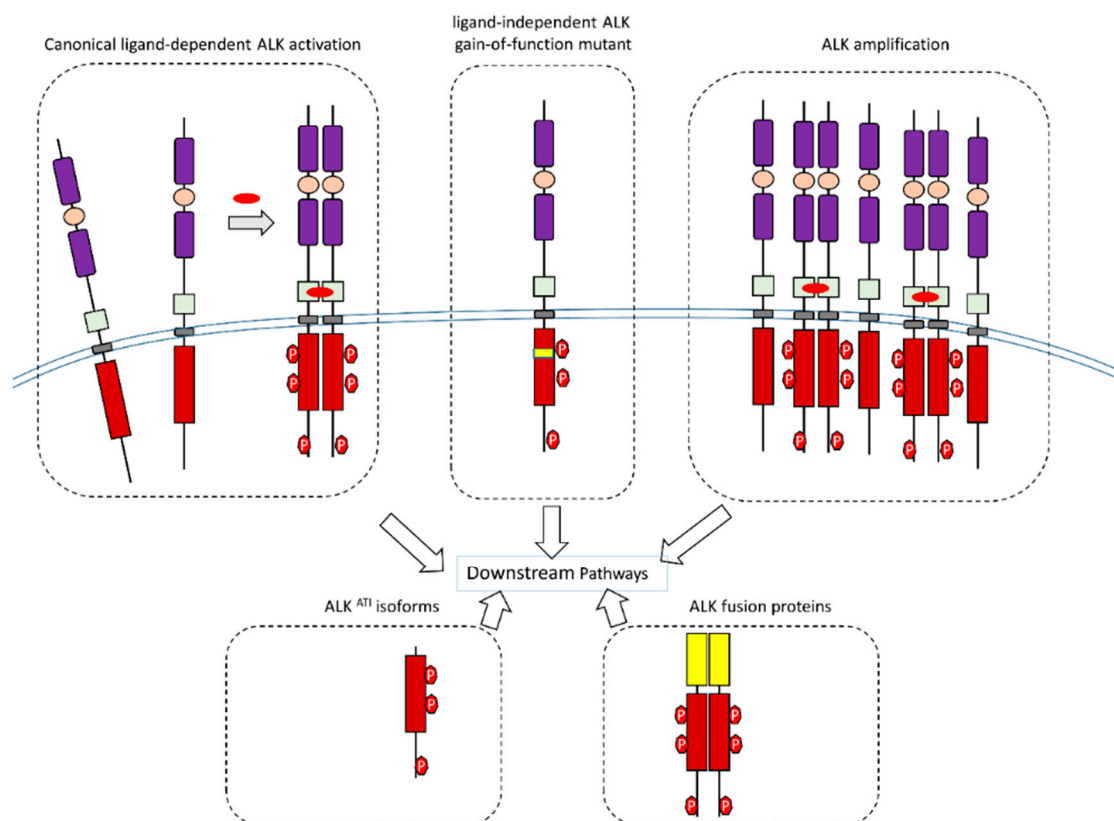 Canonical ligand-dependent ALK activation
ligand-independent ALK
gain-of-function mutant
ALK amplification
P P P P P P
P P P
P P P P P P
P P P P P P
Downstream Pathways
ALK ATI isoforms
ALK fusion proteins
P P P
P P P P P P